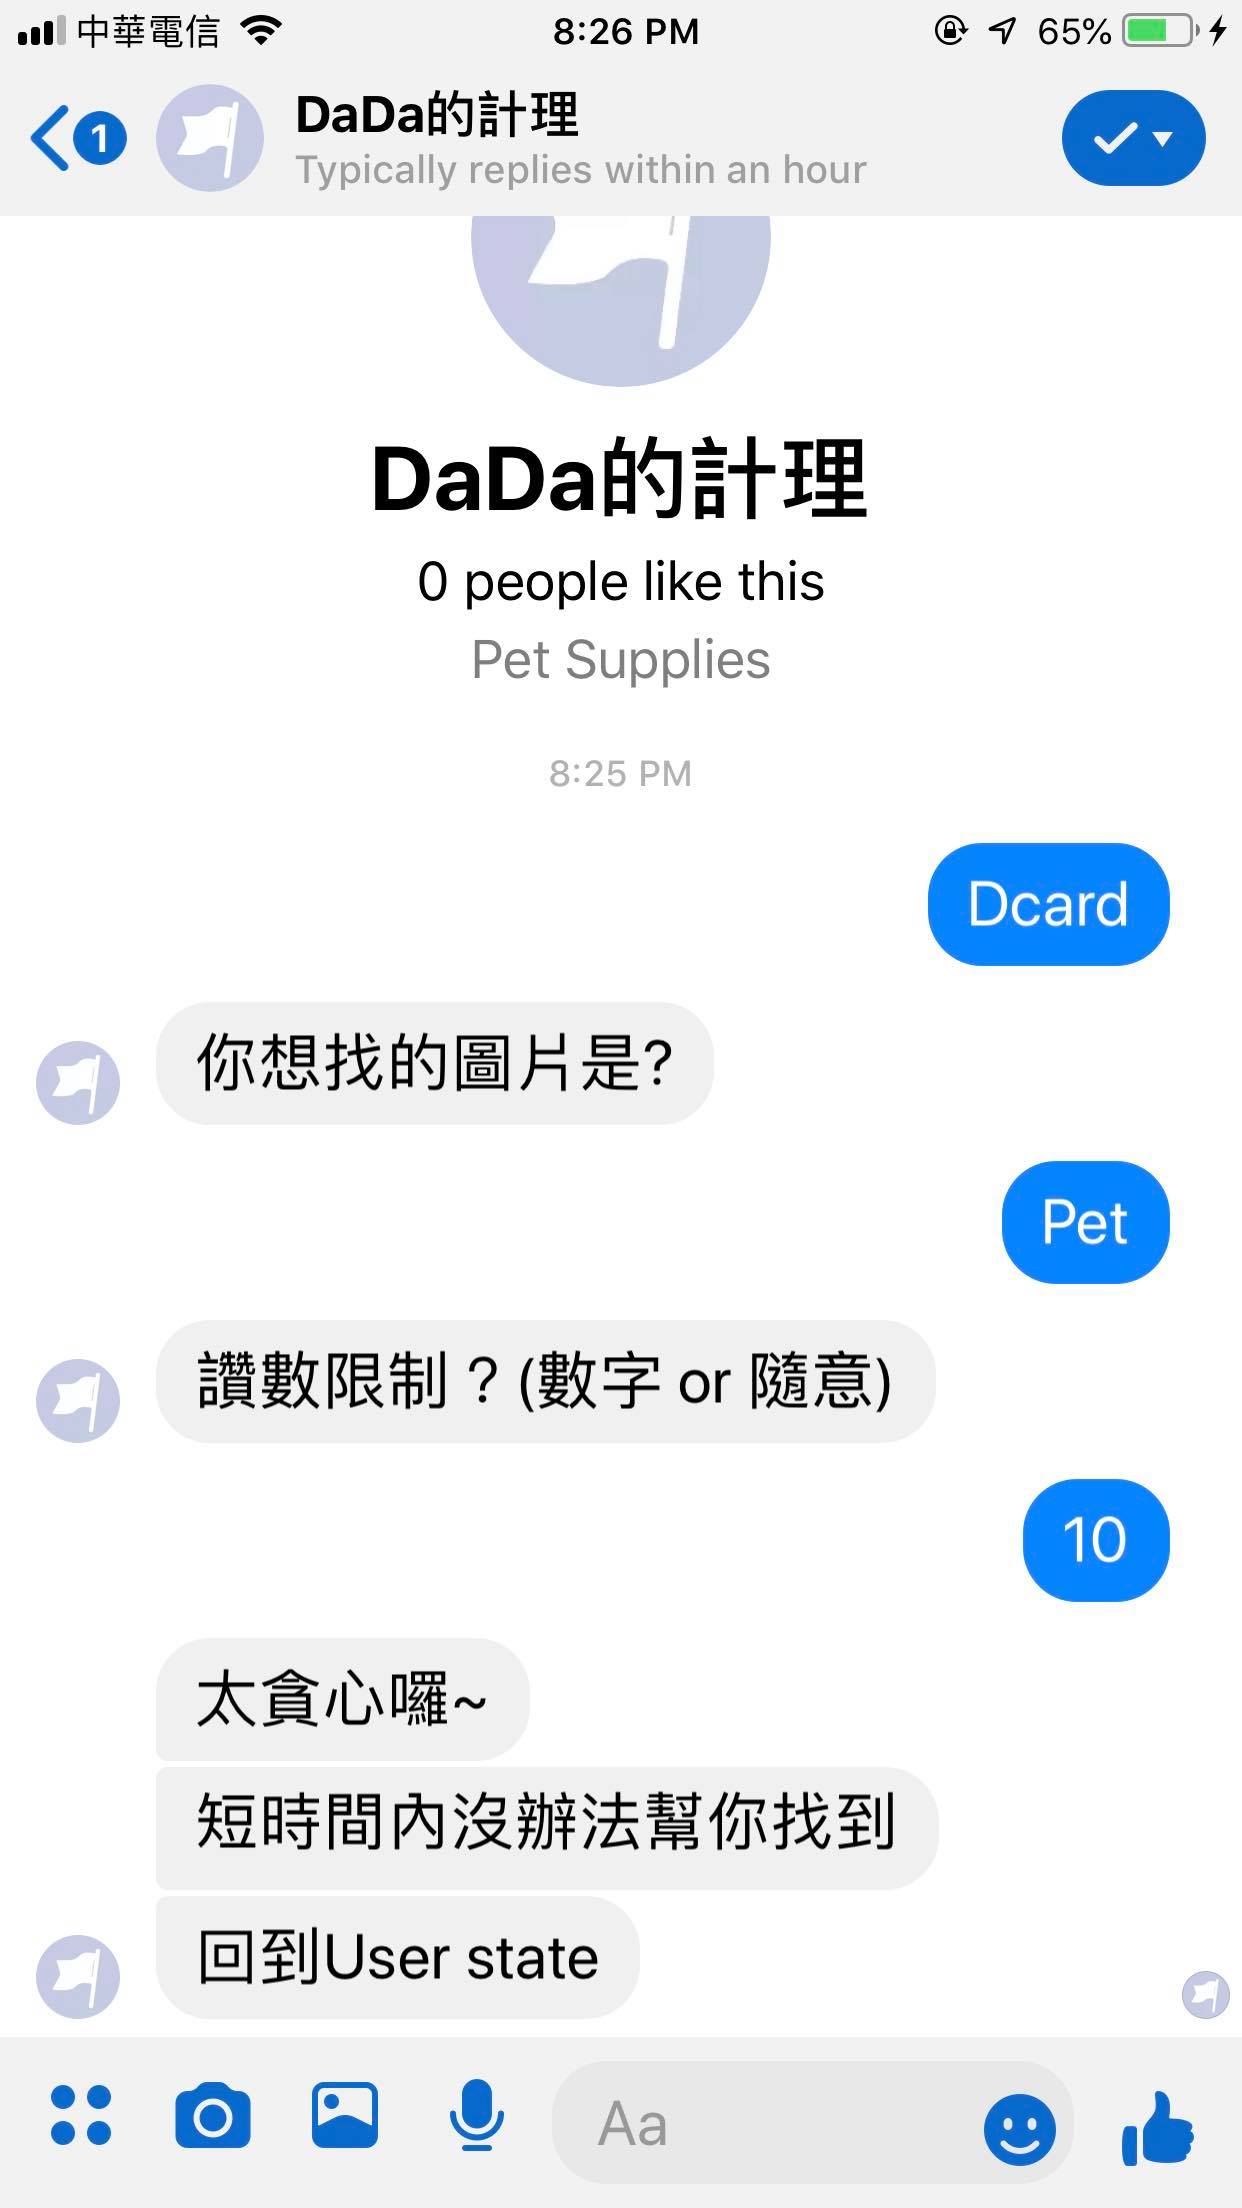 中華電信
8:26 PM
65%
1
DaDa的計理
Typically replies within an hour
DaDa的計理
0 people like this
Pet Supplies
8:25 PM
Dcard
你想找的圖片是?
Pet
讚數限制？(數字 or 隨意)
10
太貪心囉~
短時間內沒辦法幫你找到
回到User state
Aa